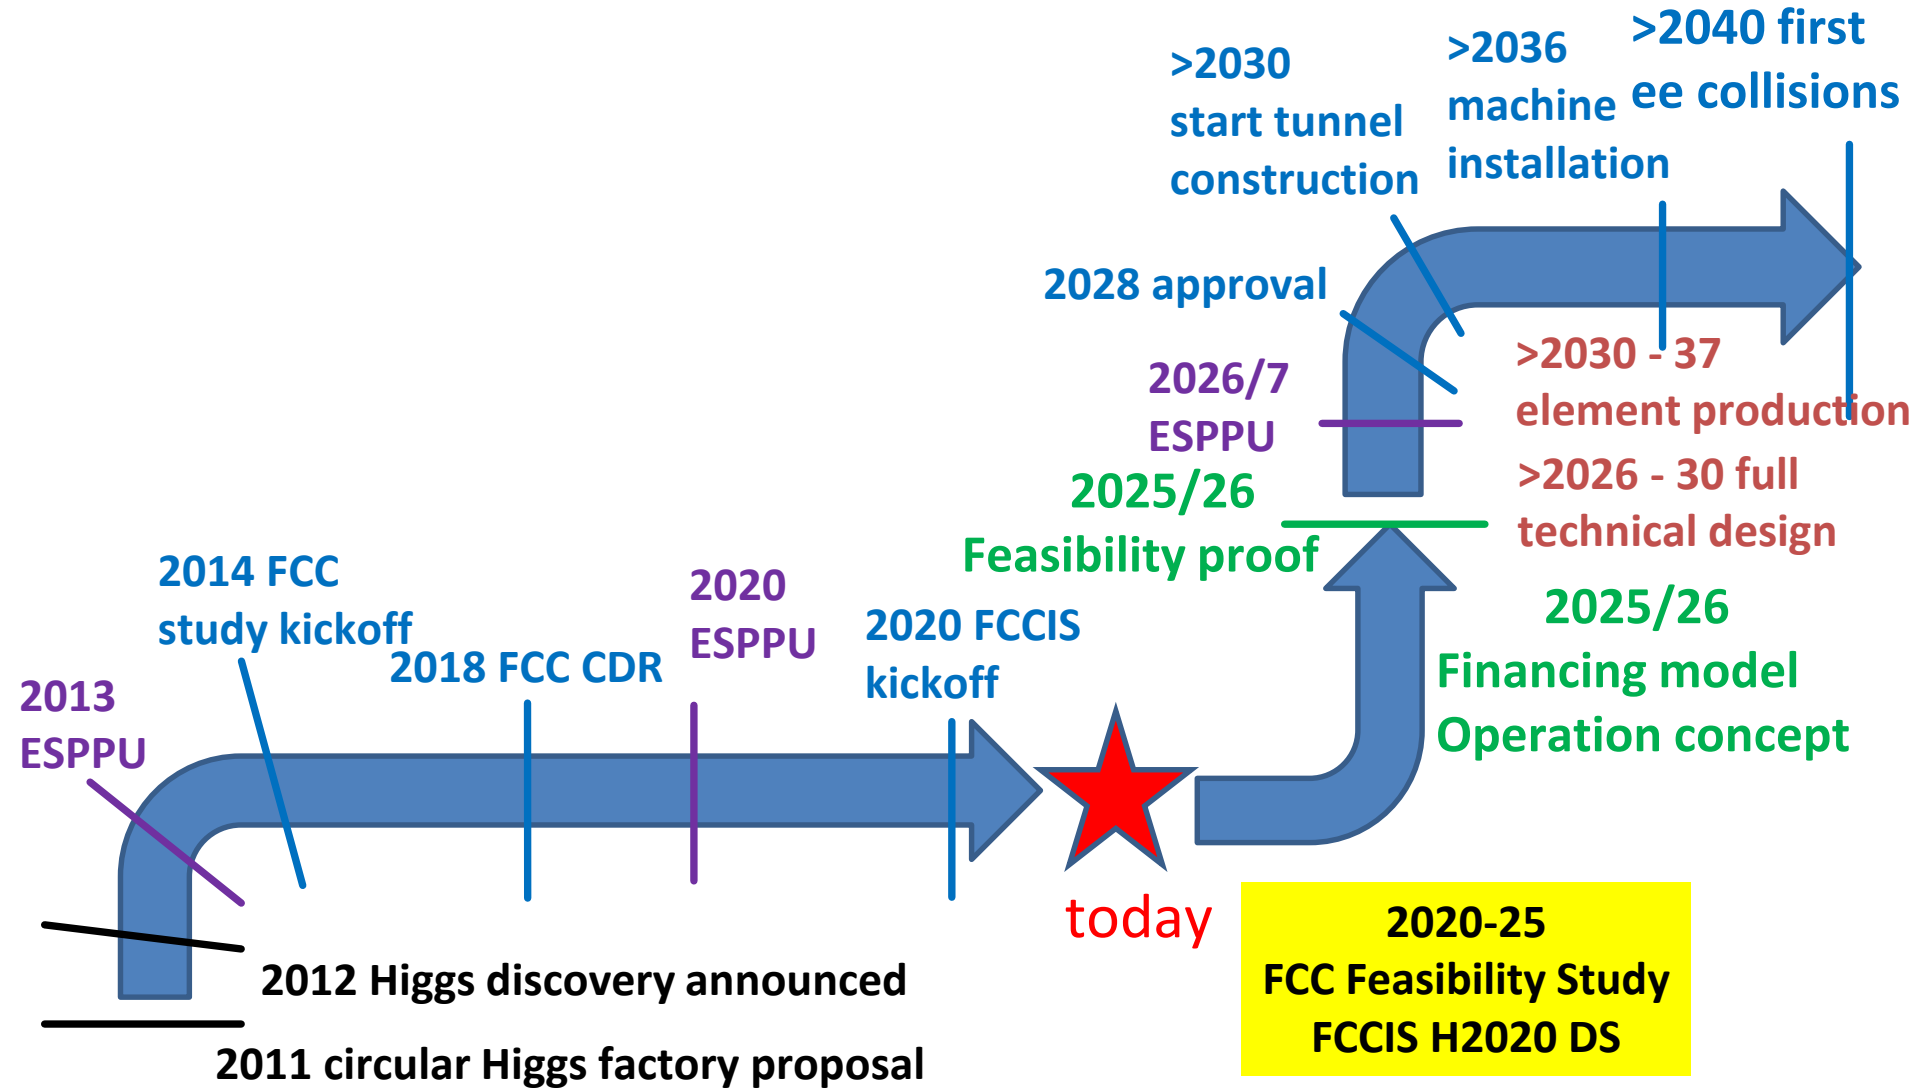 >2040 first
ee collisions
>2036
machine
installation
>2030
start tunnel
construction
2028 approval
2026/7
ESPPU
>2030 - 37
element production
>2026 - 30 full
technical design
2025/26
Feasibility proof
2025/26
Financing model
Operation concept
2014 FCC
study kickoff
2018 FCC CDR
2020
ESPPU
2020 FCCIS
kickoff
2013
ESPPU
today
2012 Higgs discovery announced
2011 circular Higgs factory proposal
2020-25
FCC Feasibility Study
FCCIS H2020 DS